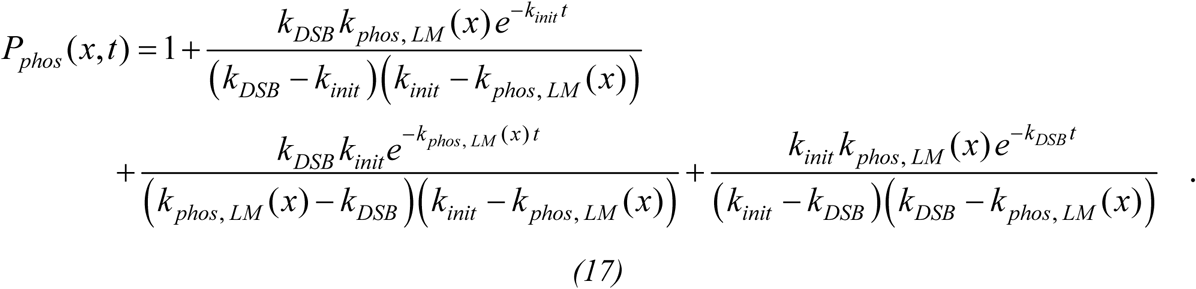 $P_{phos}(x,t) = 1 + \frac{k_{DSB} k_{phos,LM}(x) e^{-k_{init} t}}{(k_{DSB} - k_{init})(k_{init} - k_{phos,LM}(x))}$
$+ \frac{k_{DSB} k_{init} e^{-k_{phos,LM}(x) t}}{(k_{phos,LM}(x) - k_{DSB})(k_{init} - k_{phos,LM}(x))} + \frac{k_{init} k_{phos,LM}(x) e^{-k_{DSB} t}}{(k_{init} - k_{DSB})(k_{DSB} - k_{phos,LM}(x))} .$
(17)